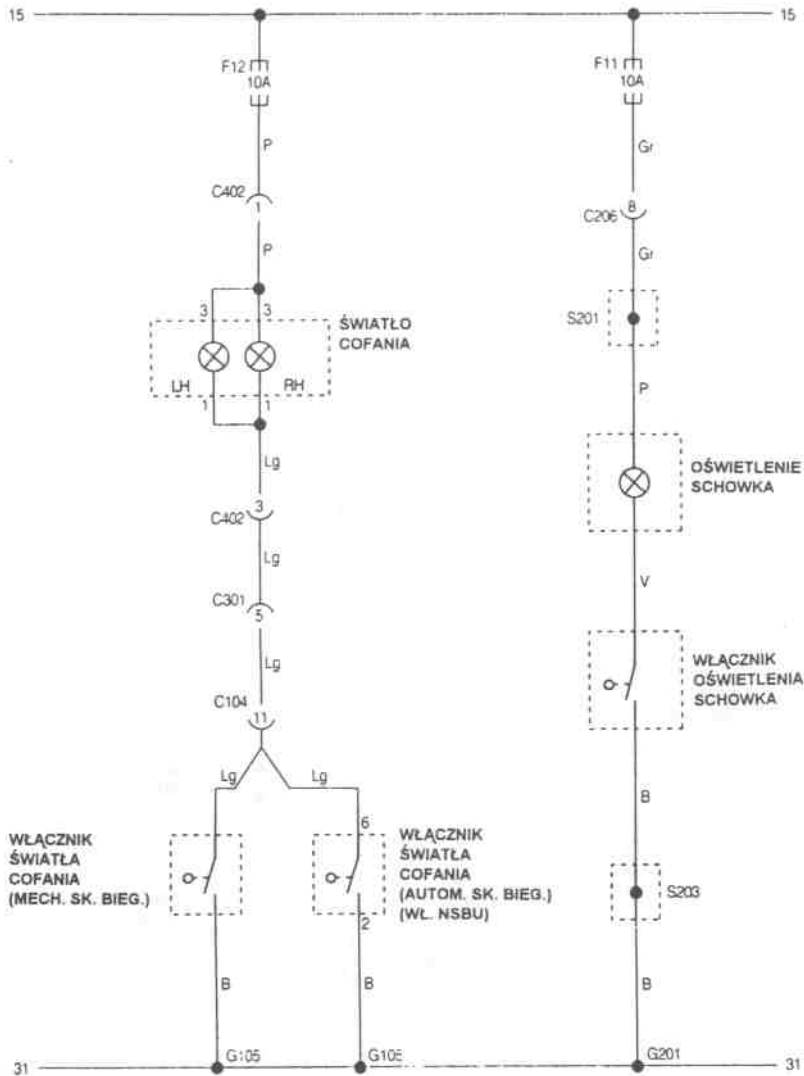 15
15
F12
10A
F11
10A
P
Gr
C402
1
C206
8
P
Gr
3
3
ŚWIATŁO
COFANIA
S201
LH
RH
1
1
P
Lg
OŚWIETLENIE
SCHOWKA
3
C402
Lg
V
C301
5
Lg
WŁĄCZNIK
OŚWIETLENIA
SCHOWKA
C104
11
Lg
Lg
B
WŁĄCZNIK
ŚWIATŁA
COFANIA
(MECH. SK. BIEG.)
6
WŁĄCZNIK
ŚWIATŁA
COFANIA
(AUTOM. SK. BIEG.)
(WŁ. NSBU)
2
S203
B
B
B
31
G105
G105
G201
31